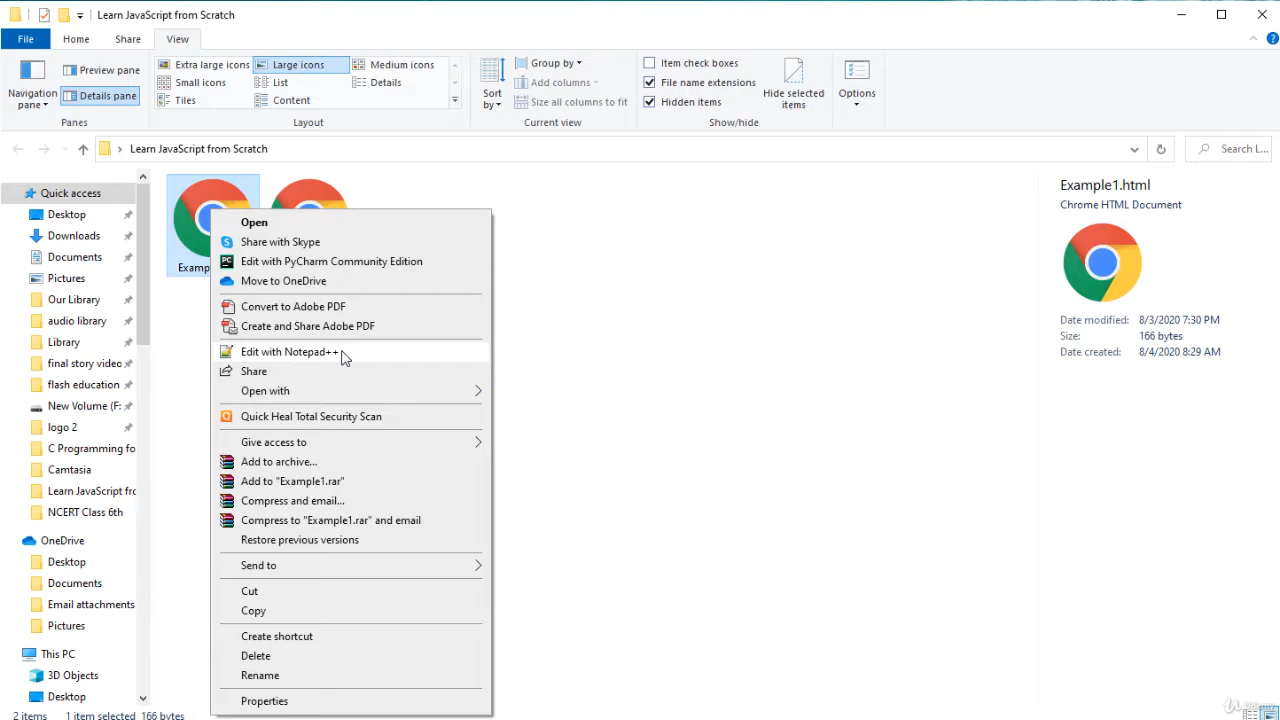 Learn JavaScript from Scratch
File Home Share View
Navigation pane
Preview pane
Details pane
Panes
Extra large icons Large icons Medium icons
Small icons List Details
Tiles Content
Layout
Sort by
Group by
Add columns
Size all columns to fit
Current view
Item check boxes
File name extensions
Hidden items
Hide selected items
Show/hide
Options
Learn JavaScript from Scratch
Search L...
Quick access
Desktop
Downloads
Documents
Pictures
Our Library
audio library
Library
final story video
flash education
New Volume (F:
logo 2
C Programming fo
Camtasia
Learn JavaScript frc
NCERT Class 6th
OneDrive
Desktop
Documents
Email attachments
Pictures
This PC
3D Objects
Desktop
Examp
Open
Share with Skype
Edit with PyCharm Community Edition
Move to OneDrive
Convert to Adobe PDF
Create and Share Adobe PDF
Edit with Notepad++
Share
Open with
Quick Heal Total Security Scan
Give access to
Add to archive...
Add to "Example1.rar"
Compress and email...
Compress to "Example1.rar" and email
Restore previous versions
Send to
Cut
Copy
Create shortcut
Delete
Rename
Properties
Example1.html
Chrome HTML Document
Date modified: 8/3/2020 7:30 PM
Size: 166 bytes
Date created: 8/4/2020 8:29 AM
2 items 1 item selected 166 bytes